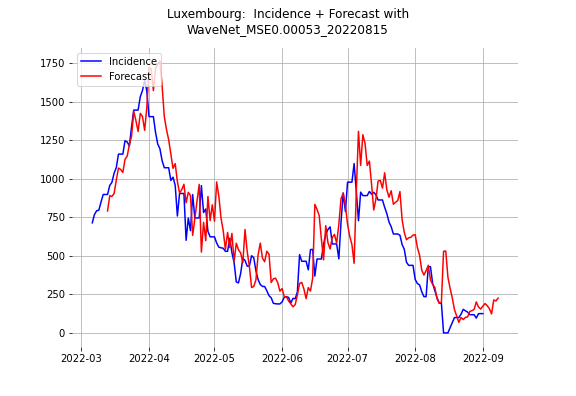 Luxembourg:  Incidence + Forecast with
WaveNet_MSE0.00053_20220815
Incidence
Forecast
1750
1500
1250
1000
750
500
250
0
2022-03 2022-04 2022-05 2022-06 2022-07 2022-08 2022-09